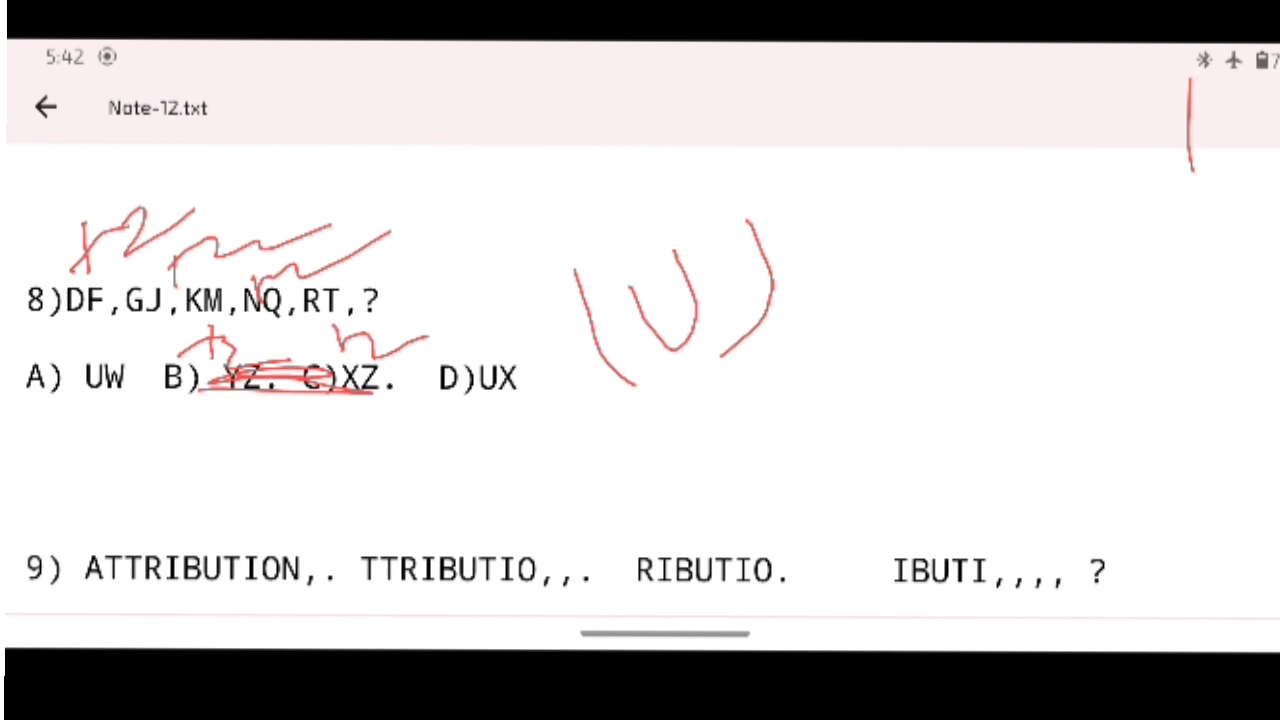 5:42
7
Note-12.txt
8)DF,GJ,KM,NQ,RT,?
A) UW B) YZ. C)XZ. D)UX
(U)
9) ATTRIBUTION,. TTRIBUTIO,,. RIBUTIO. IBUTI,,,, ?